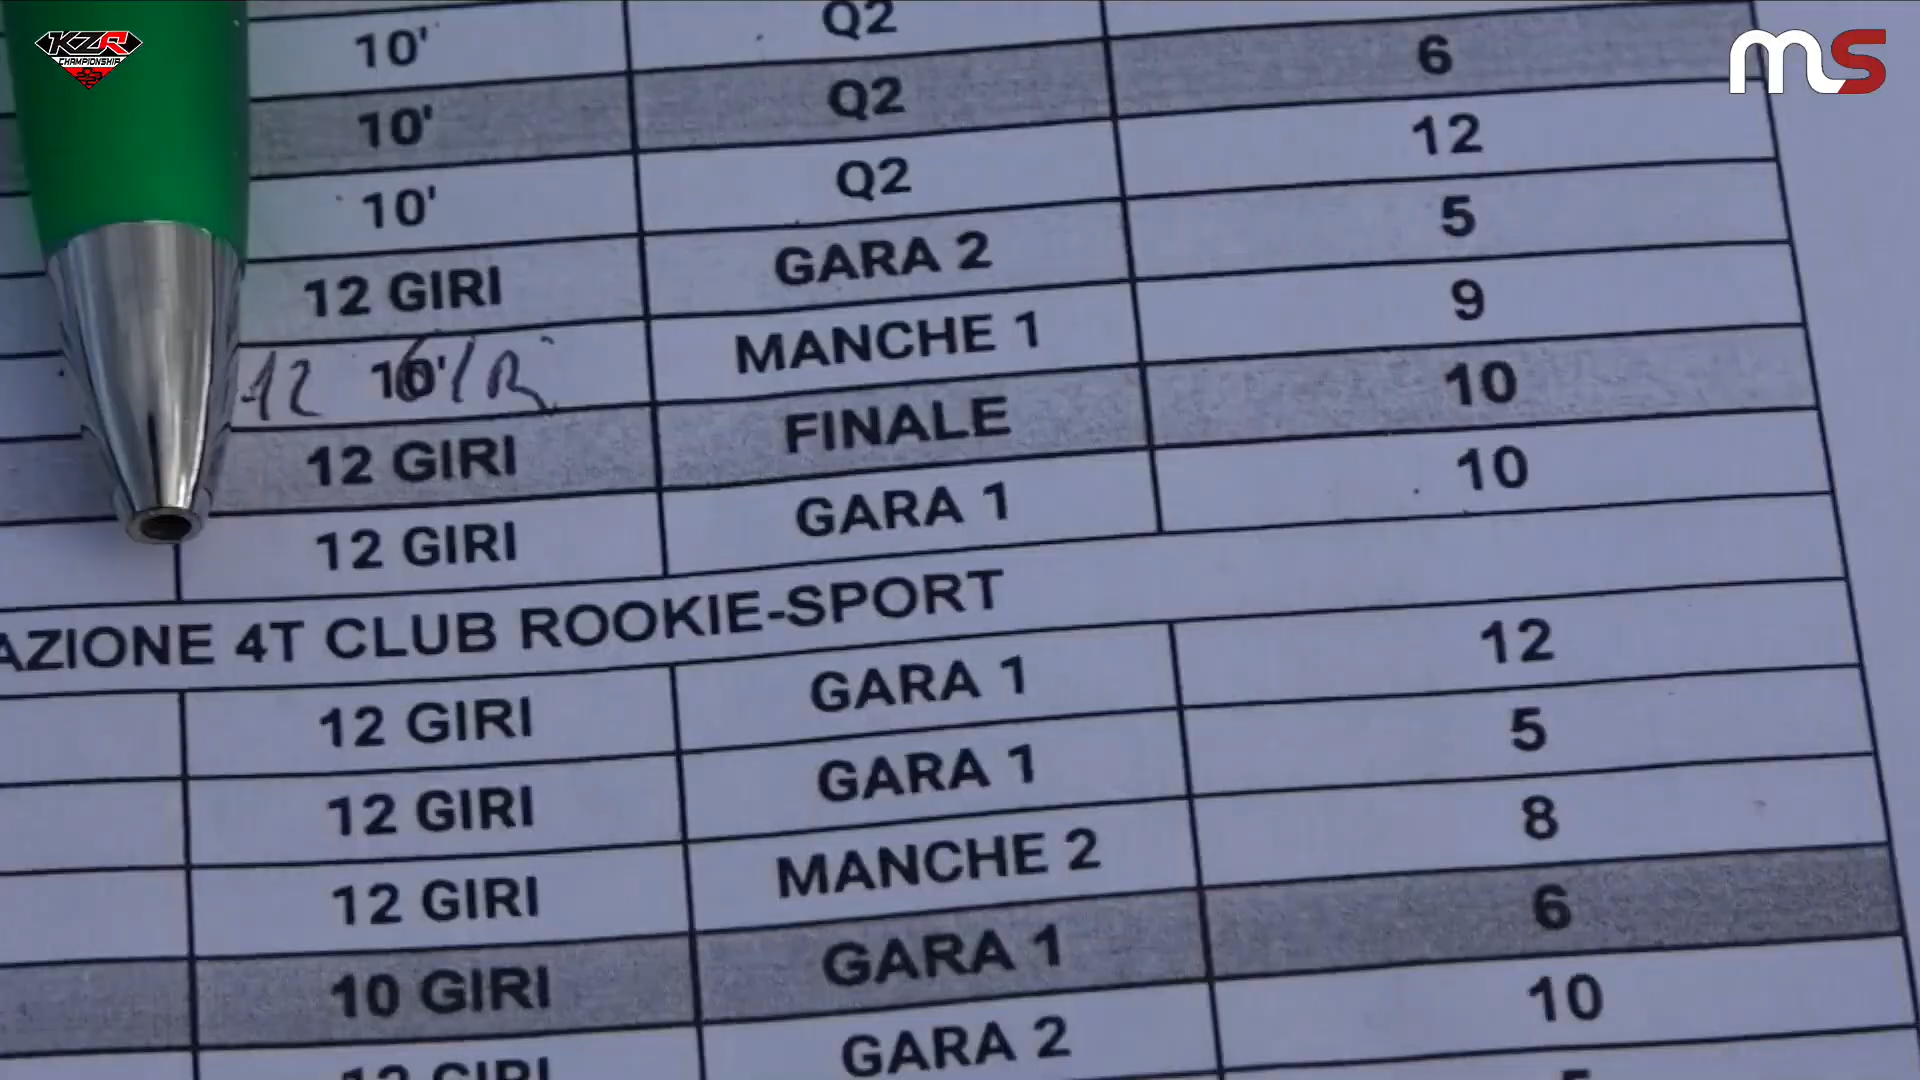 KZR
CHAMPIONSHIP
MS
10' Q2
10' Q2 6
10' Q2 12
12 GIRI GARA 2 5
12 10' MANCHE 1 9
12 GIRI FINALE 10
12 GIRI GARA 1 10
AZIONE 4T CLUB ROOKIE-SPORT
12 GIRI GARA 1 12
12 GIRI GARA 1 5
12 GIRI MANCHE 2 8
10 GIRI GARA 1 6
12 GIRI GARA 2 10